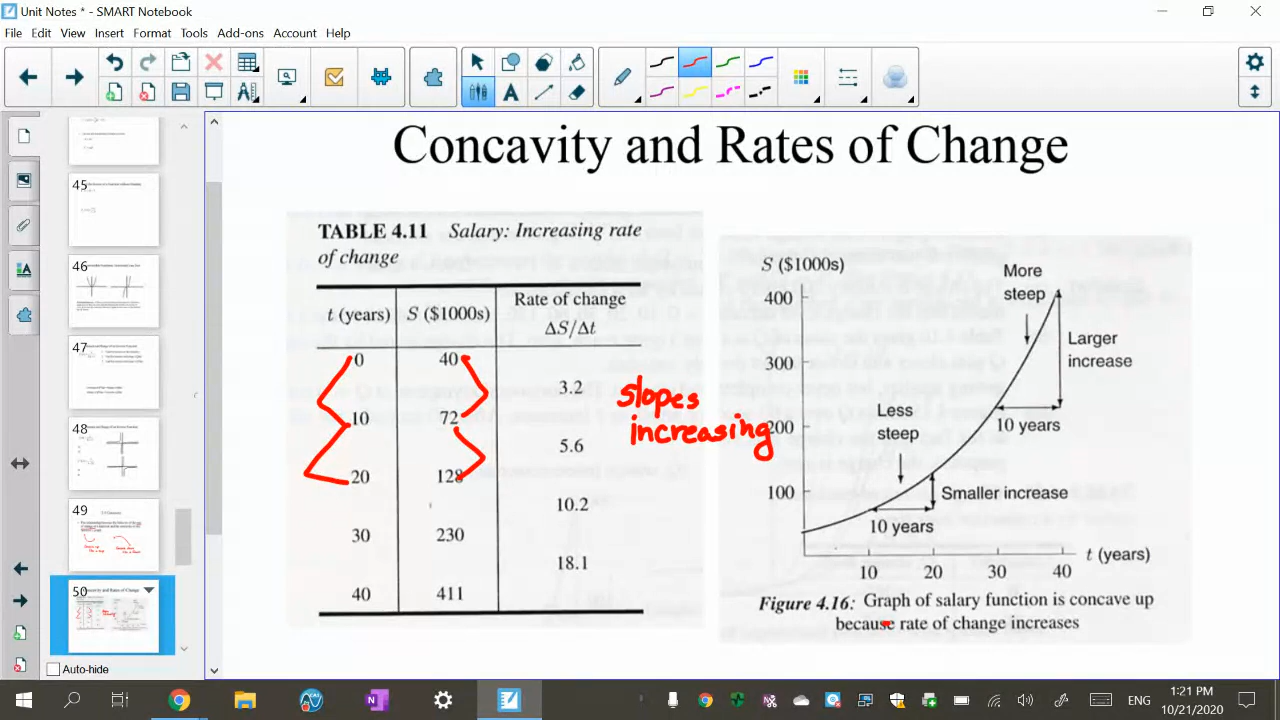 Unit Notes * - SMART Notebook
File Edit View Insert Format Tools Add-ons Account Help
45
46
47
48
49
50
Auto-hide
Concavity and Rates of Change
TABLE 4.11 Salary: Increasing rate
of change
t (years) S ($1000s) Rate of change
ΔS/Δt
0 40
3.2
10 72
5.6
20 128
10.2
30 230
18.1
40 411
slopes
increasing
S ($1000s)
400
300
200
100
More
steep
Larger
increase
10 years
Less
steep
Smaller increase
10 years
t (years)
10 20 30 40
Figure 4.16: Graph of salary function is concave up
because rate of change increases
ENG
1:21 PM
10/21/2020